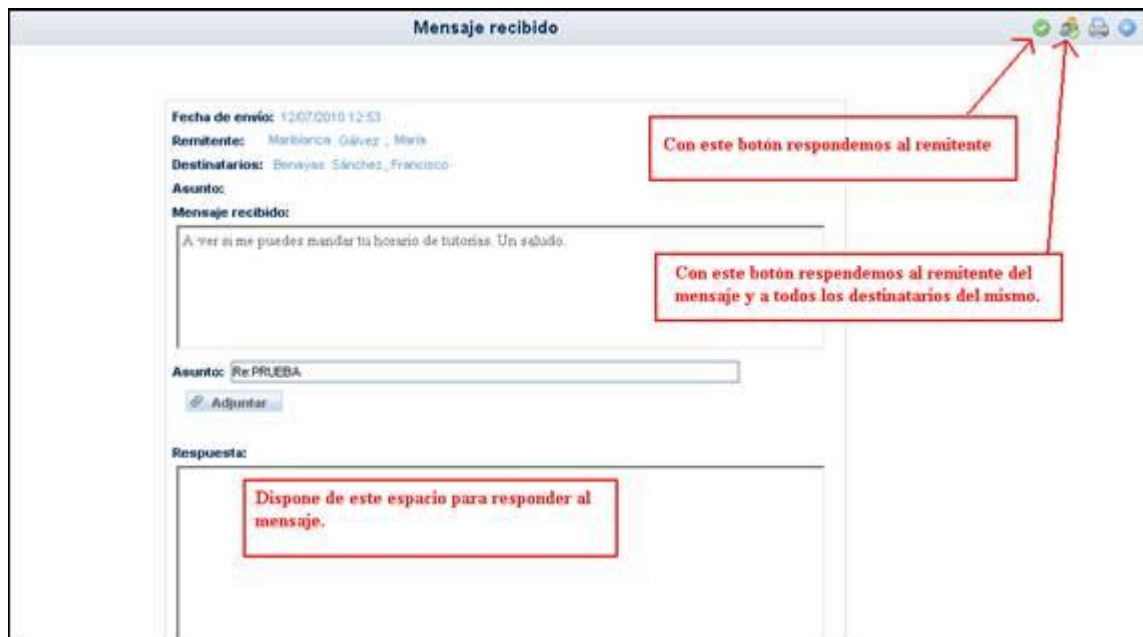 Mensaje recibido
Fecha de envío: 12/07/2010 12:53
Remitente: Mariblanca Gálvez , María
Destinatarios: Benayas Sánchez , Francisco
Asunto:
Mensaje recibido:
A ver si me puedes mandar tu horario de tutorías. Un saludo.
Con este botón respondemos al remitente
Con este botón respendemos al remitente del
mensaje y a todos los destinatarios del mismo.
Asunto: Re:PRUEBA
Adjuntar
Respuesta:
Dispone de este espacio para responder al
mensaje.